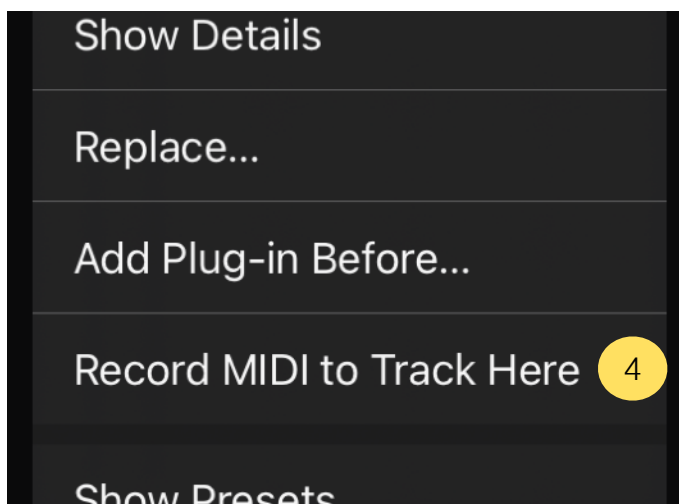 Show Details
Replace...
Add Plug-in Before...
Record MIDI to Track Here 4
Show Presets